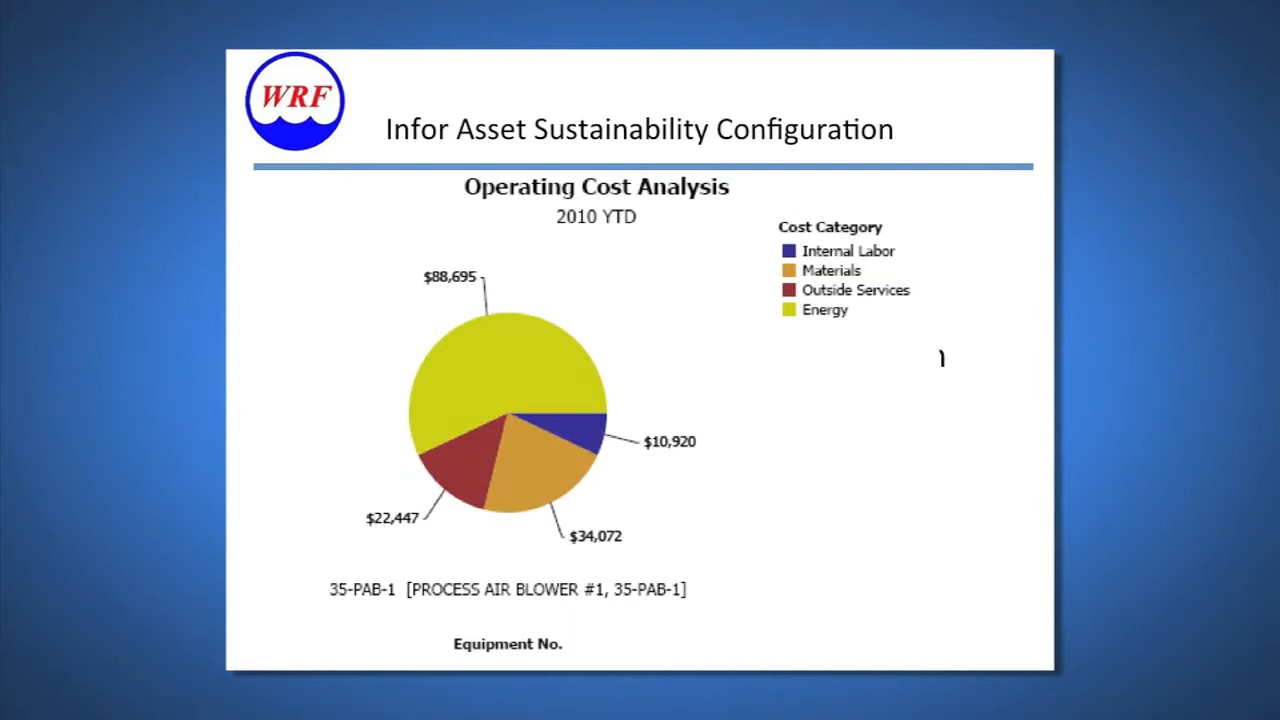 WRF
Infor Asset Sustainability Configuration
Operating Cost Analysis
2010 YTD
Cost Category
Internal Labor
Materials
Outside Services
Energy
$88,695
$10,920
$22,447
$34,072
35-PAB-1 [PROCESS AIR BLOWER #1, 35-PAB-1]
Equipment No.